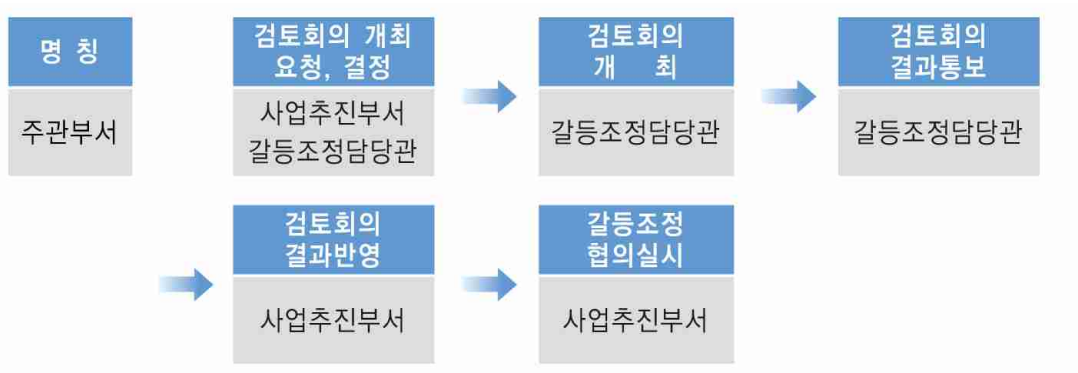 명 칭
주관부서
검토회의 개최
요청, 결정
사업추진부서
갈등조정담당관
검토회의
개 최
갈등조정담당관
검토회의
결과통보
갈등조정담당관
검토회의
결과반영
사업추진부서
갈등조정
협의실시
사업추진부서